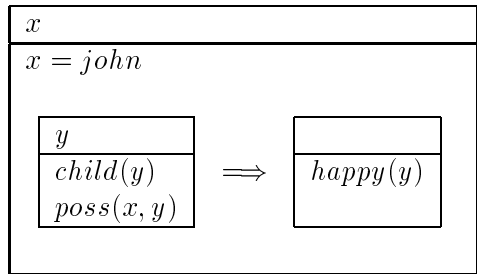 x
x = john
y
child(y) ⟹ happy(y)
poss(x, y)